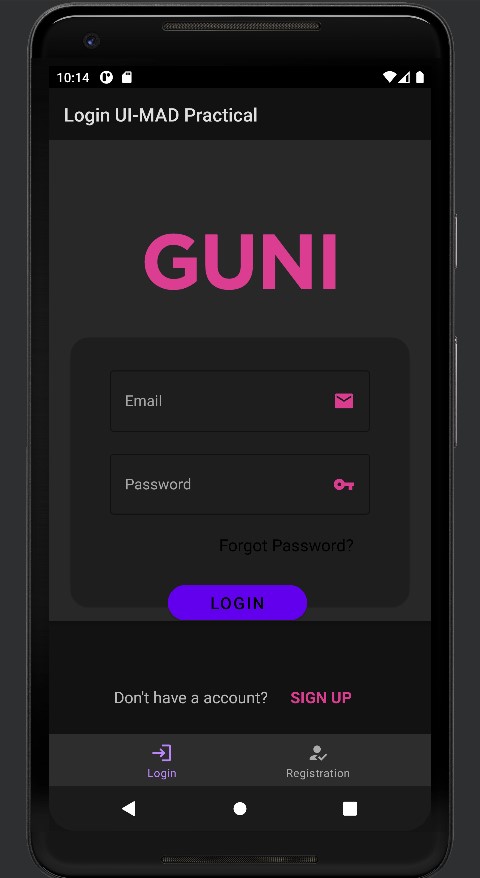 10:14
Login UI-MAD Practical
GUNI
Email
Password
Forgot Password?
LOGIN
Don't have a account? SIGN UP
Login Registration